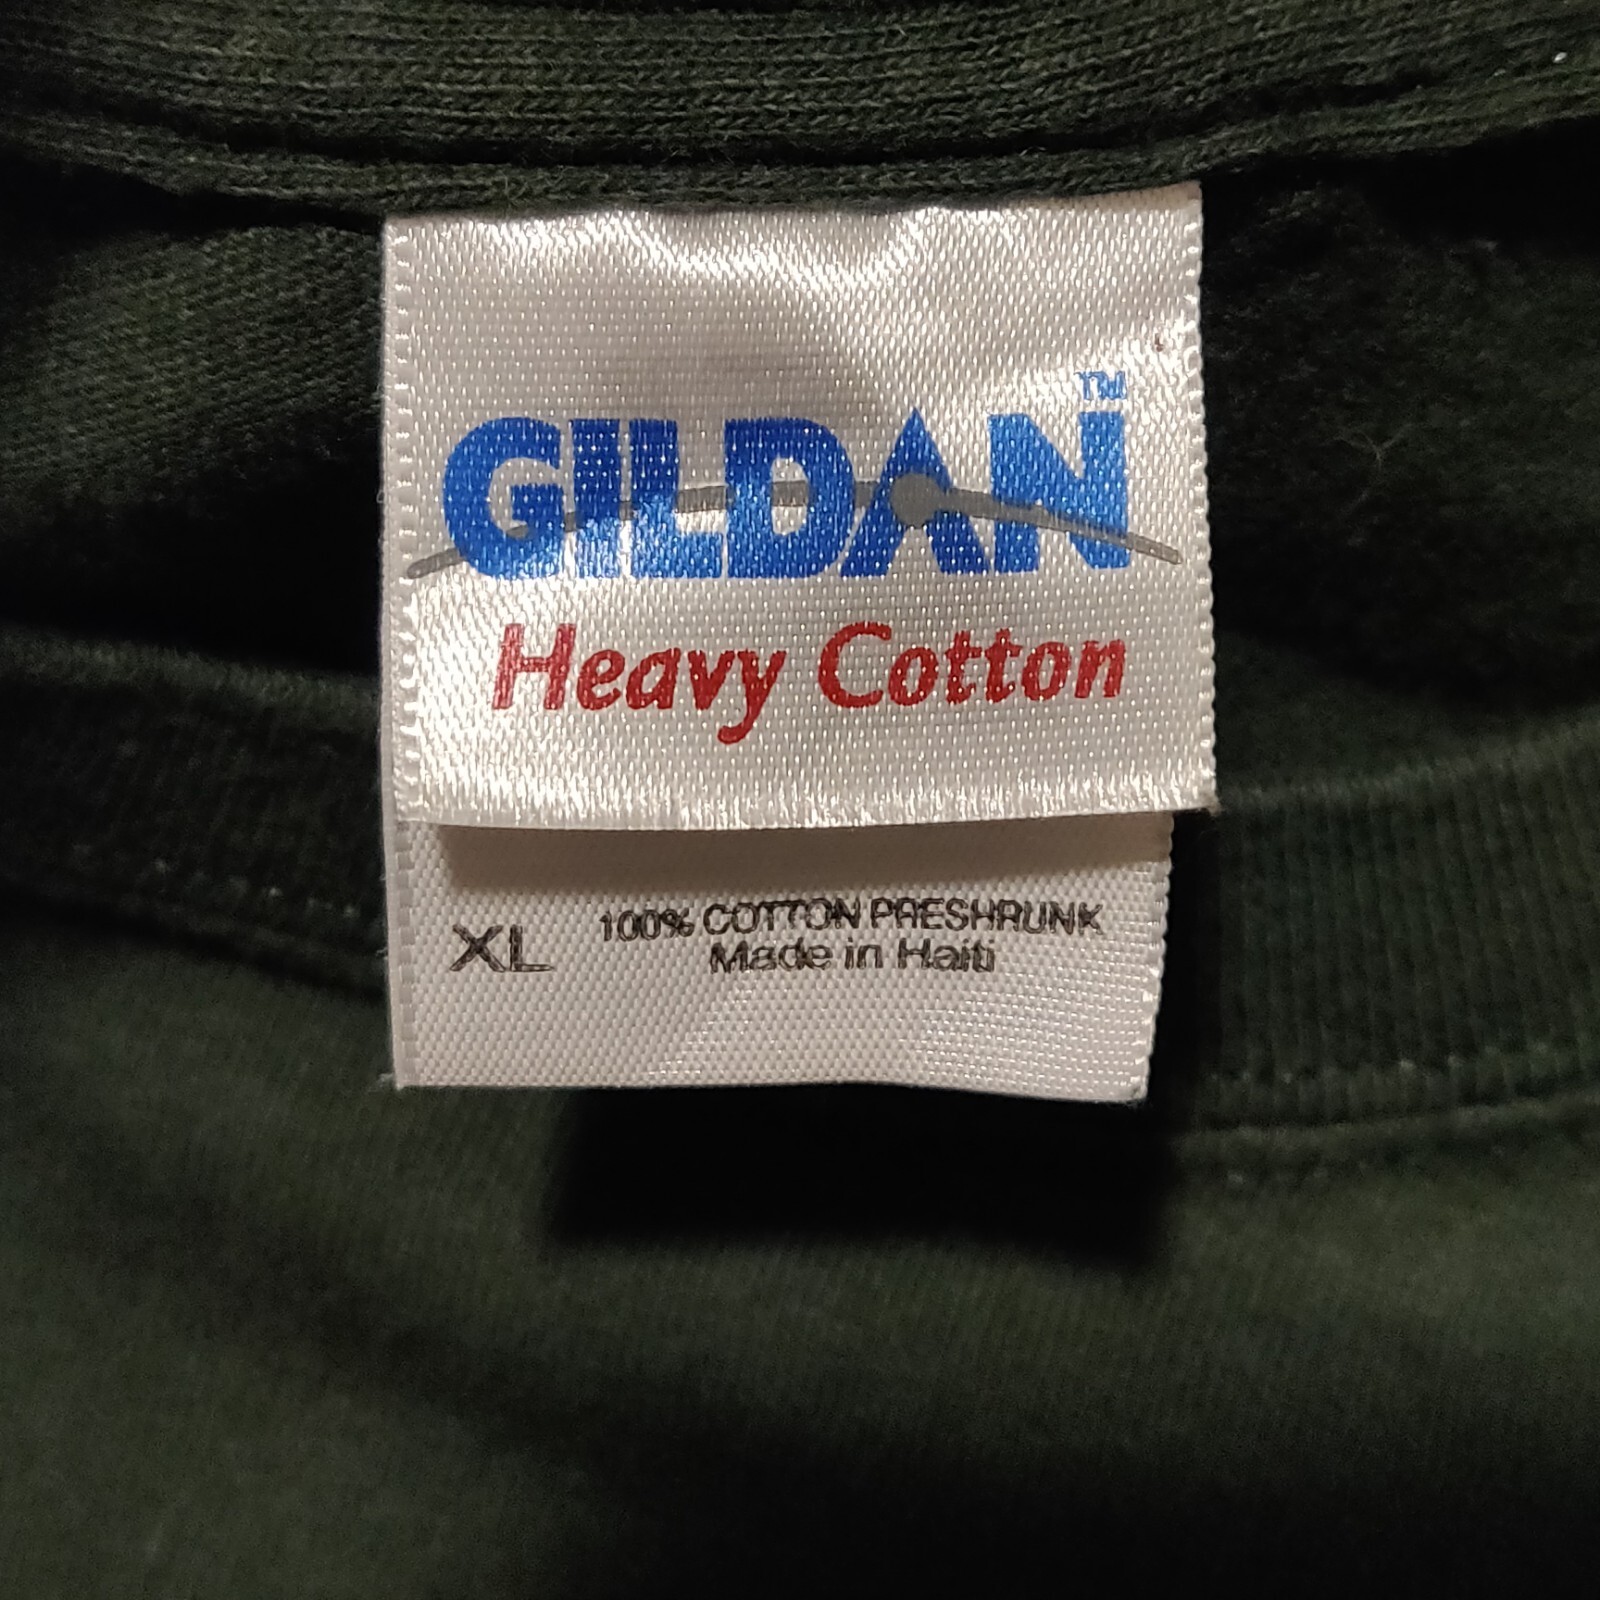 GILDAN™
Heavy Cotton
XL
100% COTTON PRESHRUNK
Made in Haiti